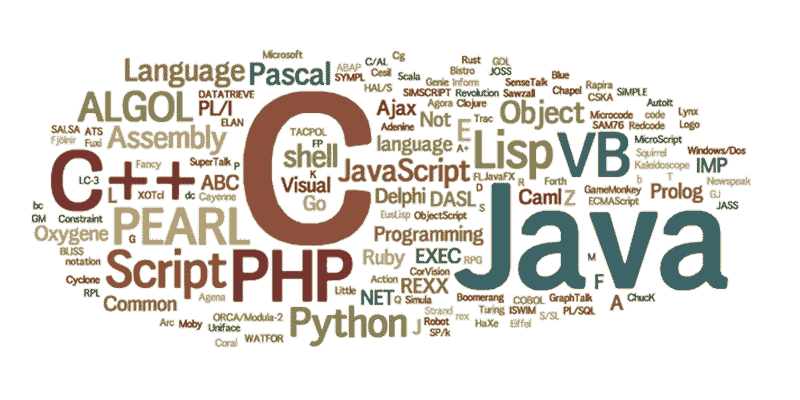 Microsoft
C/AL
Cg
Language
Pascal
ABAP
SYMPL
Cesil
Scala
Bistro
Rust
JOSS
GDL
Genie
Inform
SenseTalk
Blue
HAL/S
SIMSCRIPT
Revolution
Sawzall
Chapel
Rapira
CSKA
SiMPLE
ALGOL
DATATRIEVE
PL/I
ELAN
Ajax
Agora
Clojure
Object
Microcode
code
AutoIt
Lynx
SALSA
ATS
Fjölnir
Fuxi
Assembly
TACPOL
FP
shell
K
Adenine
Not
Trac
E
A+
language
SAM76
Redcode
Logo
C++
LC-3
Fancy
SuperTalk
P
C
JavaScript
Lisp
VB
MicroScript
Squirrel
Windows/Dos
Kaleidoscope
IMP
L
XOTcl
dc
ABC
Cayenne
Visual
Go
Delphi
DASL
D
S
F
L
JavaFX
R
Forth
Caml
Z
GameMonkey
ECMAScript
b
T
Prolog
Newspeak
GJ
JASS
bc
GM
Constraint
Oxygene
PEARL
G
EusLisp
ObjectScript
Programming
Java
BLISS
notation
Script
PHP
Ruby
EXEC
RPG
CorVision
M
F
Cyclone
RPL
Common
Agena
Little
Action
REXX
NET
Q
Simula
Boomerang
COBOL
GraphTalk
A
ChucK
Arc
Moby
ORCA/Modula-2
Uniface
Coral
WATFOR
Python
J
Strand
rex
Robot
SP/k
Turing
ISWIM
S/SL
PL/SQL
HaXe
Eiffel